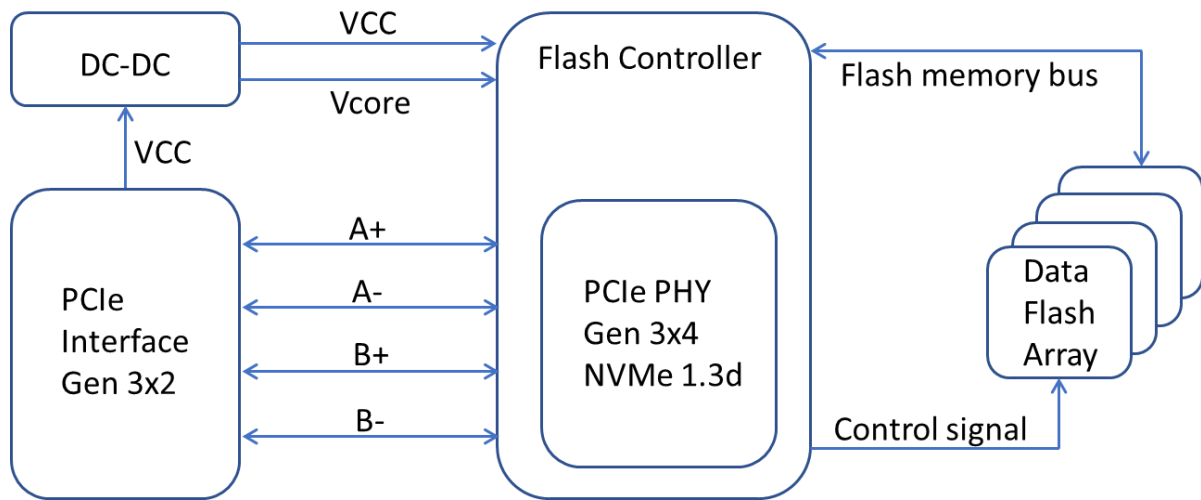 DC-DC
VCC
Vcore
VCC
Flash Controller
Flash memory bus
PCIe
Interface
Gen 3x2
A+
A-
B+
B-
PCIe PHY
Gen 3x4
NVMe 1.3d
Data
Flash
Array
Control signal